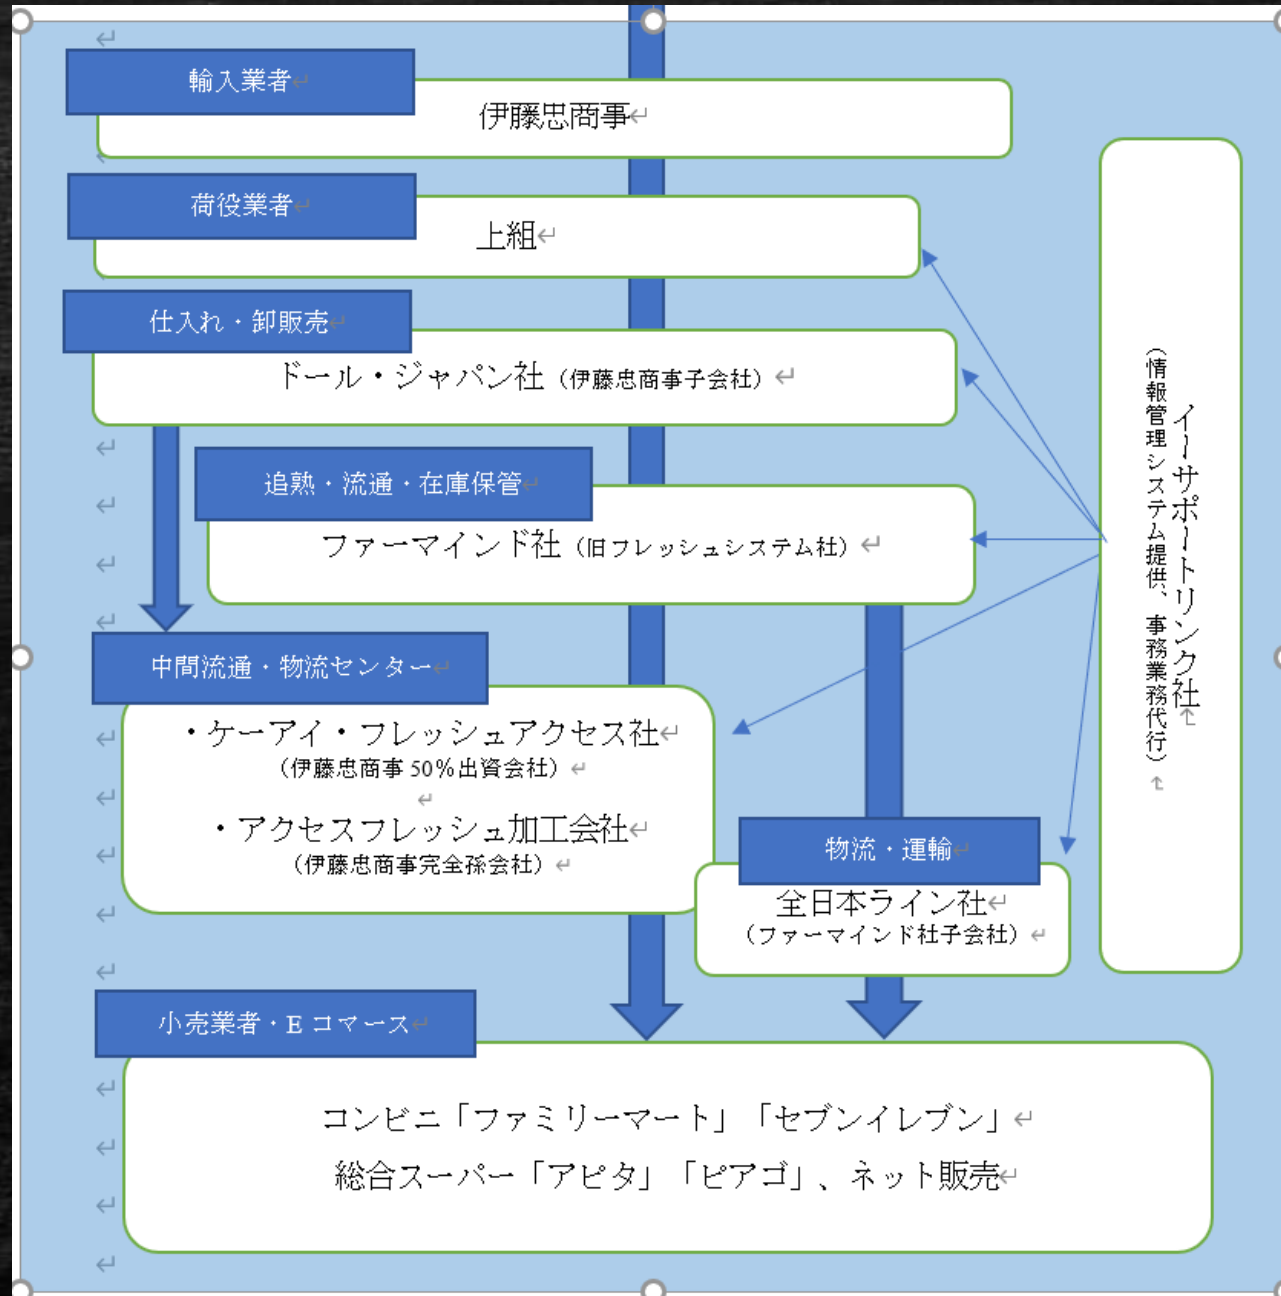 輸入業者
伊藤忠商事
荷役業者
上組
仕入れ・卸販売
ドール・ジャパン社（伊藤忠商事子会社）
追熟・流通・在庫保管
ファーマインド社（旧フレッシュシステム社）
中間流通・物流センター
・ケーアイ・フレッシュアクセス社
（伊藤忠商事 50％出資会社）
・アクセスフレッシュ加工会社
（伊藤忠商事完全孫会社）
物流・運輸
全日本ライン社
（ファーマインド社子会社）
イーサポートリンク社
（情報管理システム提供、事務業務代行）
小売業者・E コマース
コンビニ「ファミリーマート」「セブンイレブン」
総合スーパー「アピタ」「ピアゴ」、ネット販売